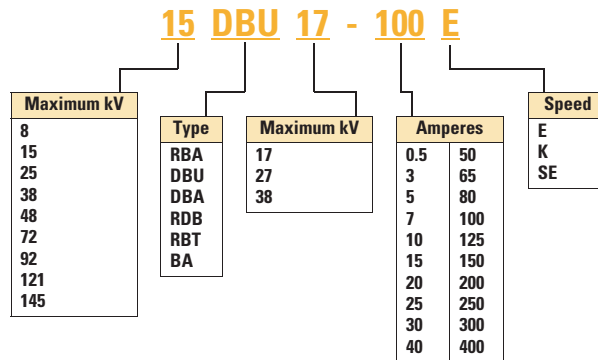 15 DBU 17 - 100 E
Maximum kV
8
15
25
38
48
72
92
121
145
Type
RBA
DBU
DBA
RDB
RBT
BA
Maximum kV
17
27
38
Amperes
0.5 50
3 65
5 80
7 100
10 125
15 150
20 200
25 250
30 300
40 400
Speed
E
K
SE